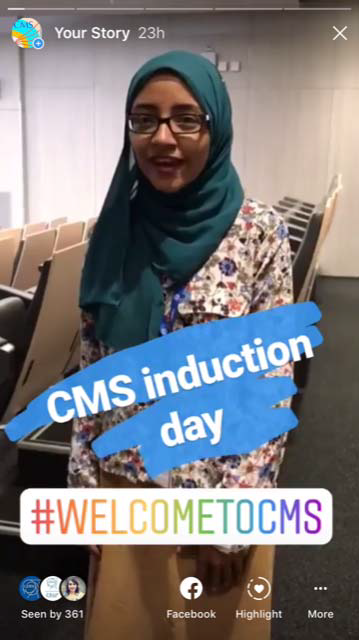 Your Story 23h
CMS induction
day
#WELCOMETOCMS
Seen by 361
Facebook
Highlight
More